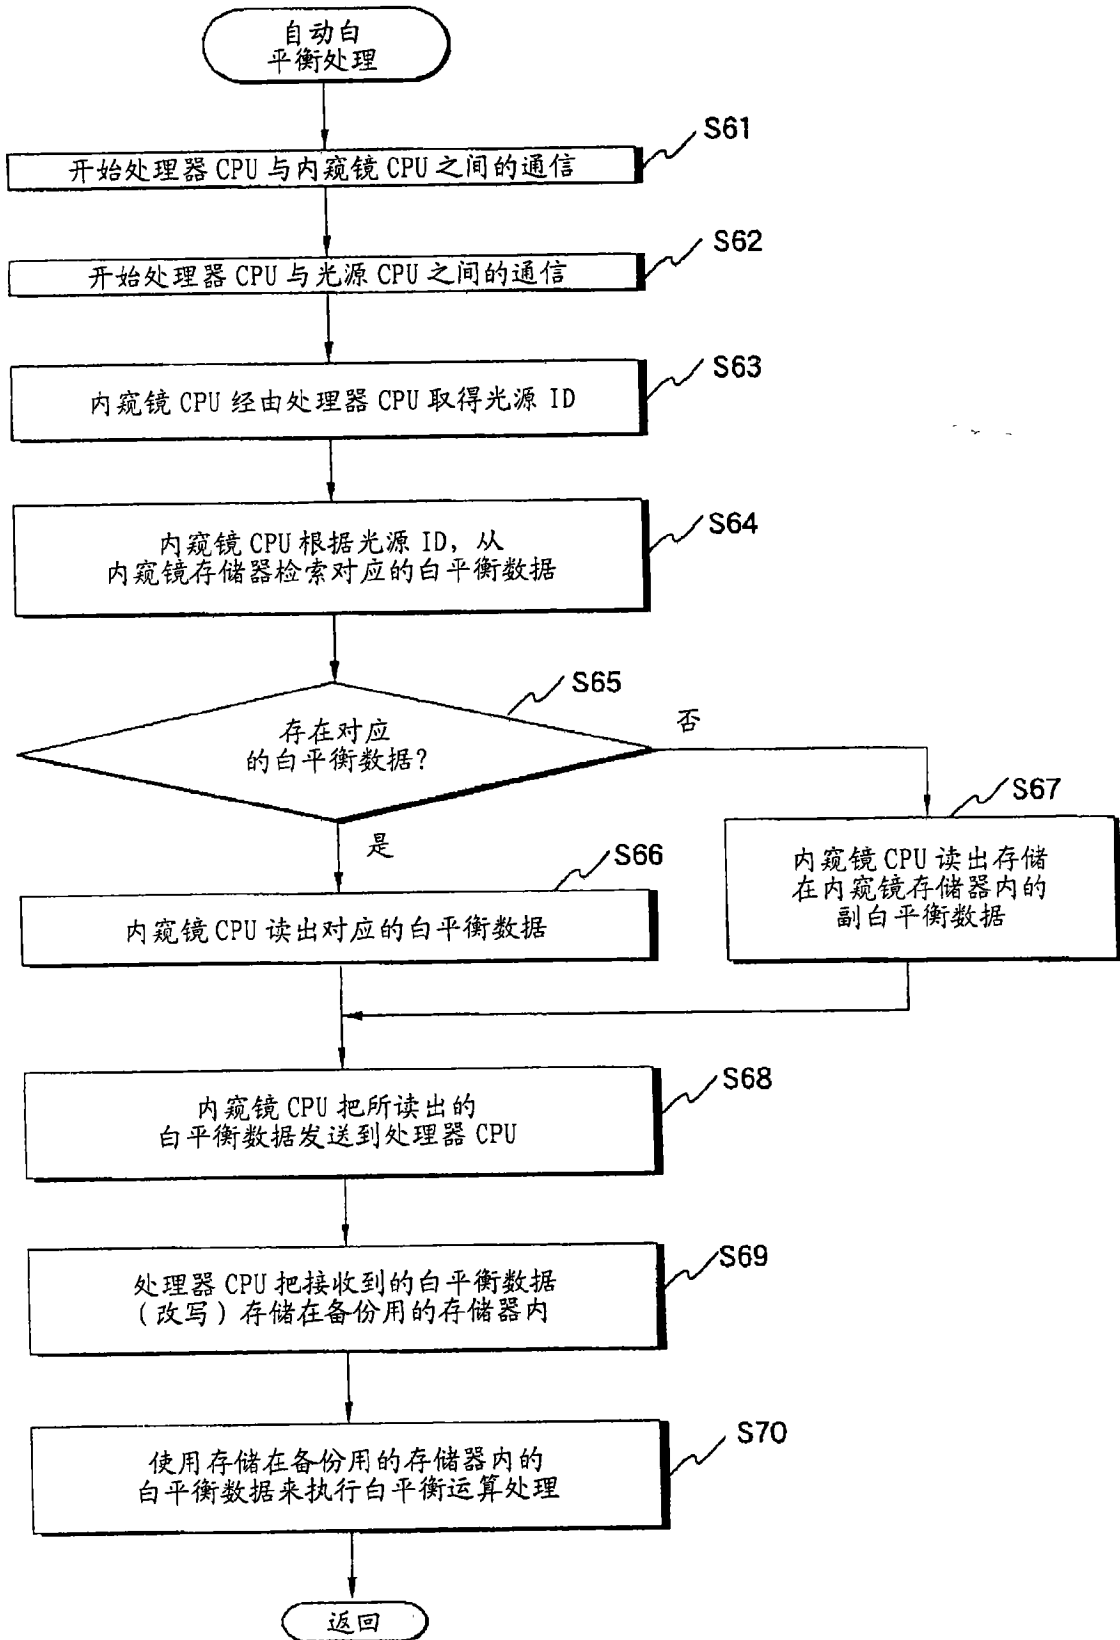 自动白
平衡处理
S61
开始处理器 CPU 与内窥镜 CPU 之间的通信
S62
开始处理器 CPU 与光源 CPU 之间的通信
S63
内窥镜 CPU 经由处理器 CPU 取得光源 ID
S64
内窥镜 CPU 根据光源 ID, 从
内窥镜存储器检索对应的白平衡数据
S65
存在对应
的白平衡数据?
否
是
S67
内窥镜 CPU 读出存储
在内窥镜存储器内的
副白平衡数据
S66
内窥镜 CPU 读出对应的白平衡数据
S68
内窥镜 CPU 把所读出的
白平衡数据发送到处理器 CPU
S69
处理器 CPU 把接收到的白平衡数据
(改写) 存储在备份用的存储器内
S70
使用存储在备份用的存储器内的
白平衡数据来执行白平衡运算处理
返回